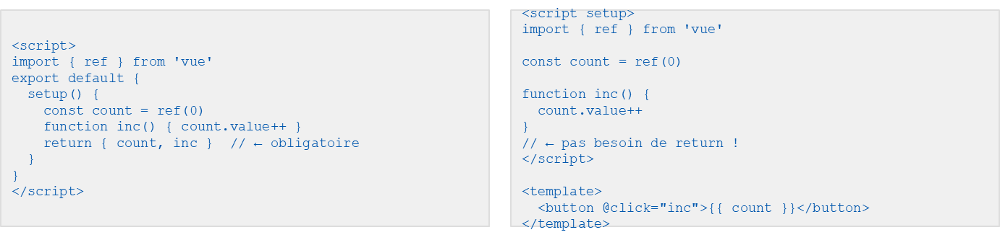 <script>
import { ref } from 'vue'
export default {
  setup() {
    const count = ref(0)
    function inc() { count.value++ }
    return { count, inc }  // ← obligatoire
  }
}
</script>
<script setup>
import { ref } from 'vue'

const count = ref(0)

function inc() {
  count.value++
}
// ← pas besoin de return !
</script>

<template>
  <button @click="inc">{{ count }}</button>
</template>